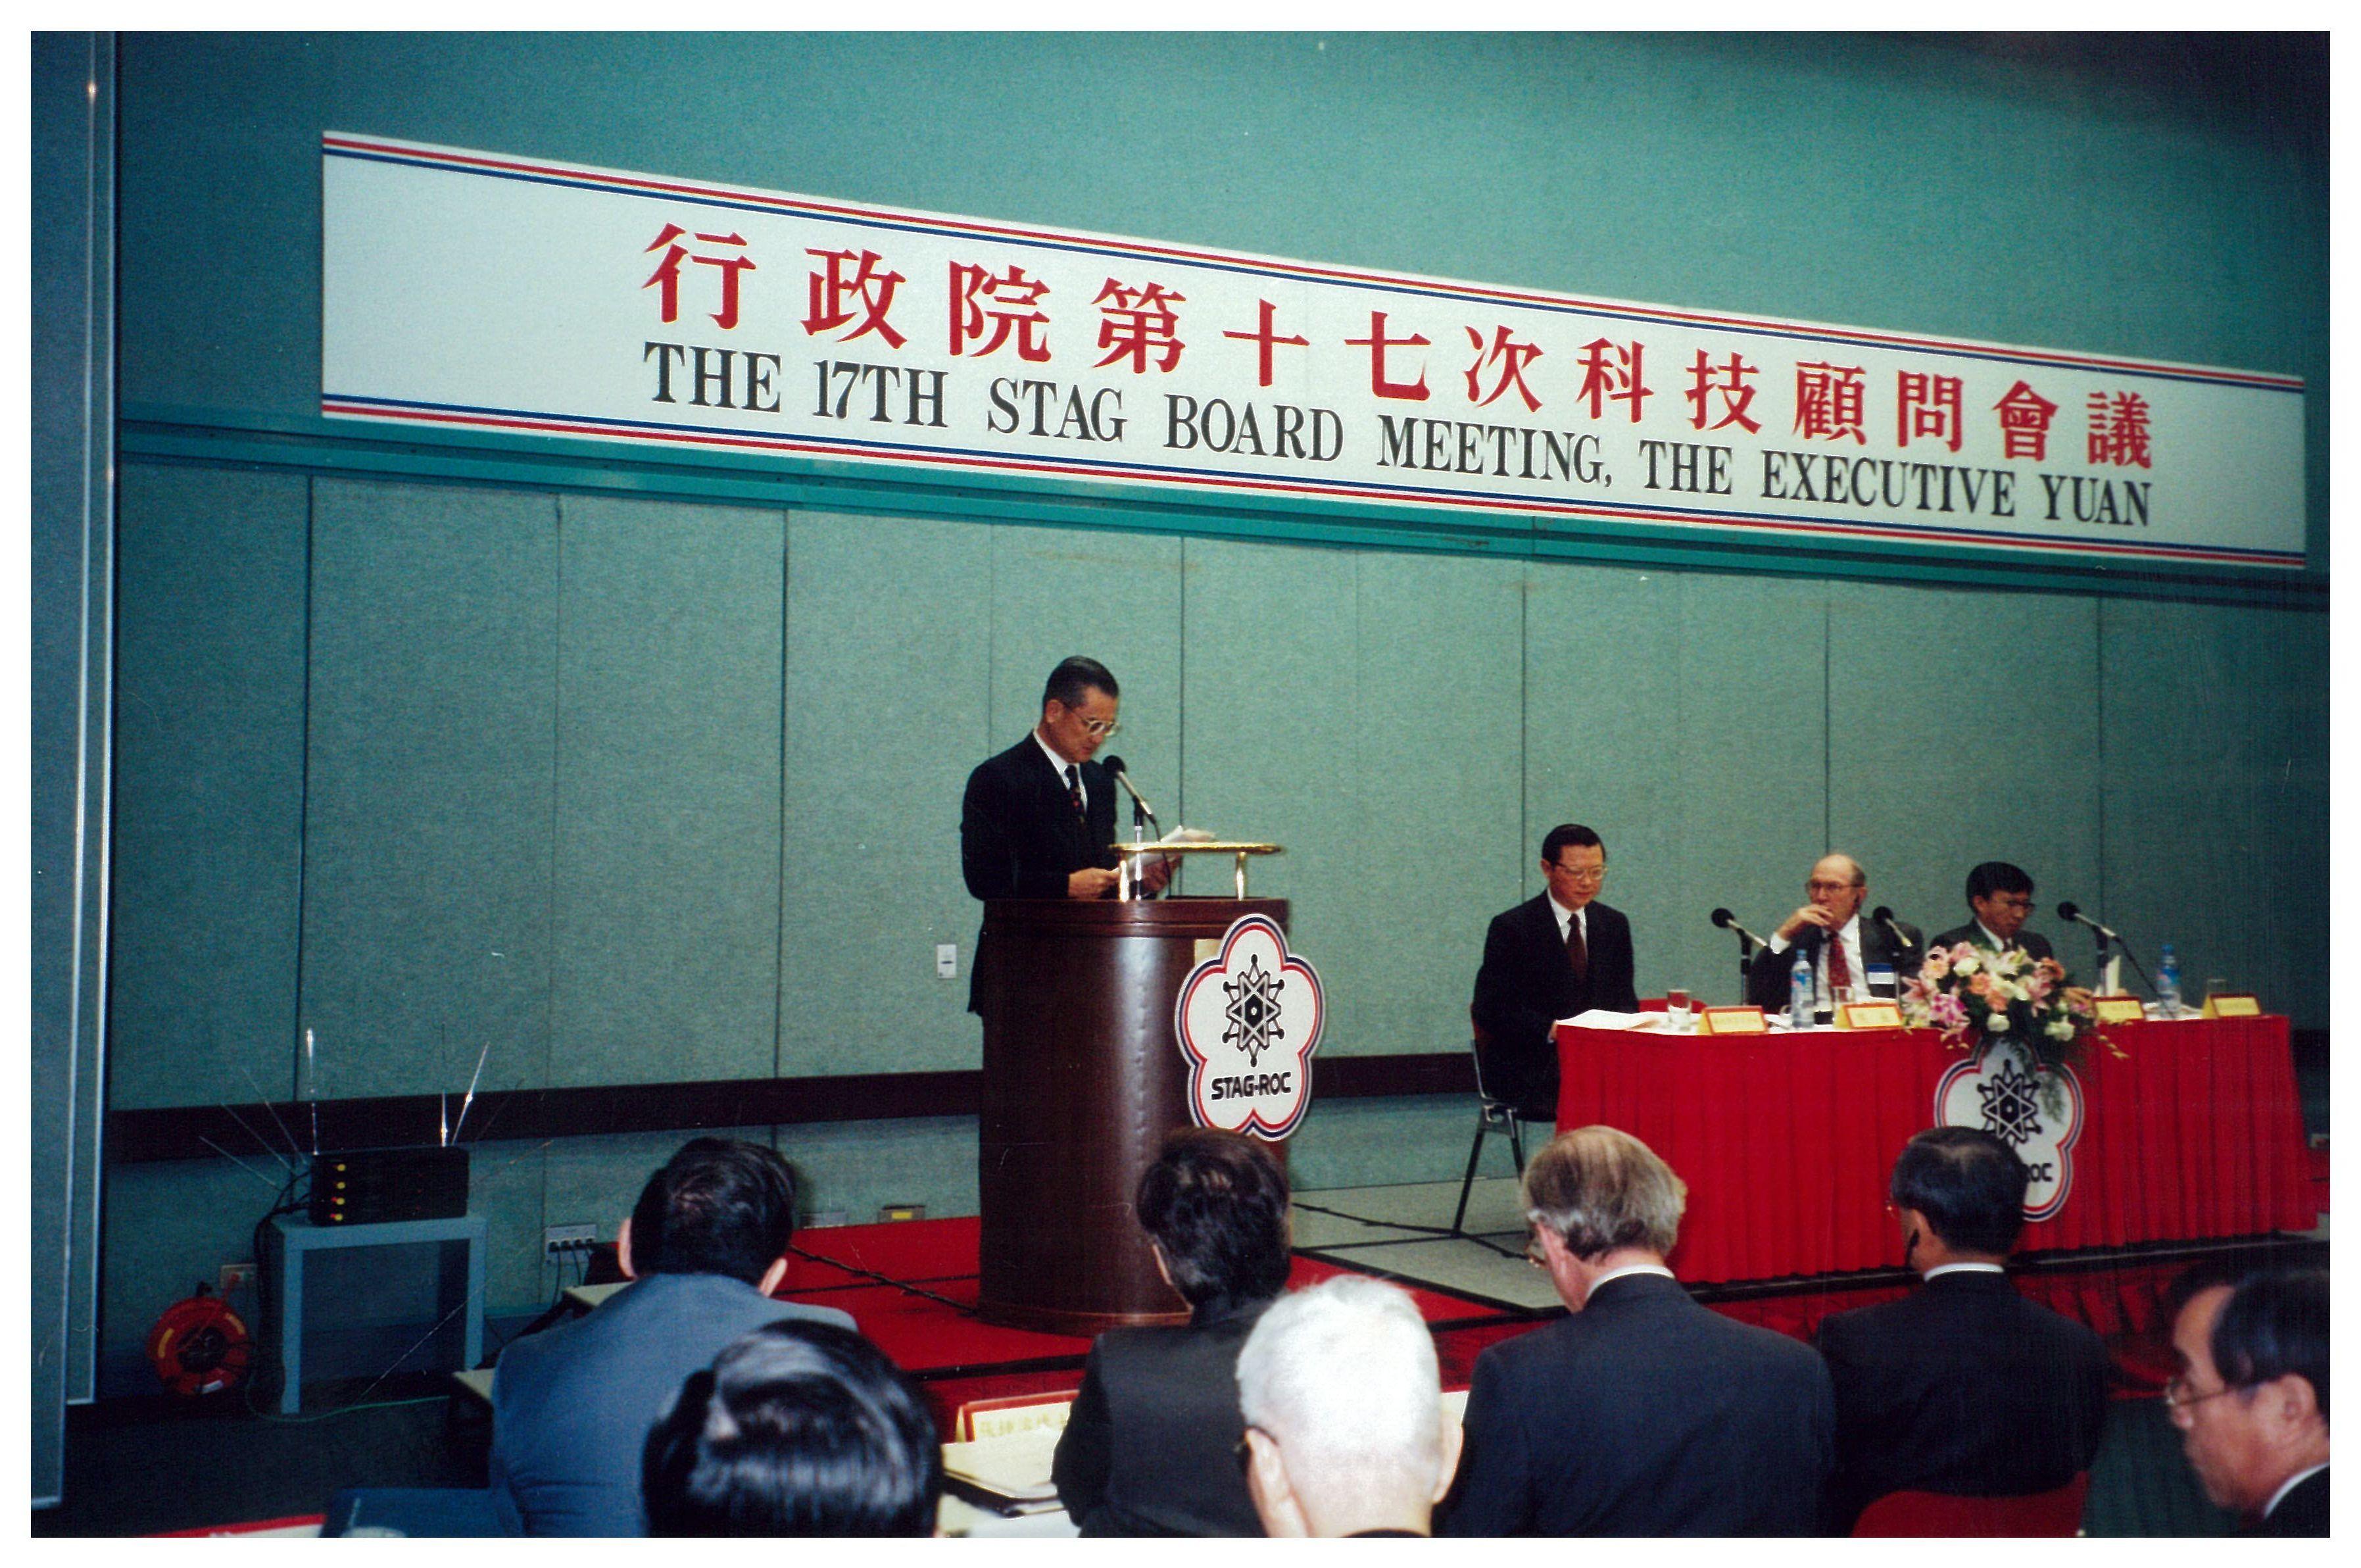 行政院第十七次科技顧問會議
THE 17TH STAG BOARD MEETING, THE EXECUTIVE YUAN
STAG-ROC
ROC